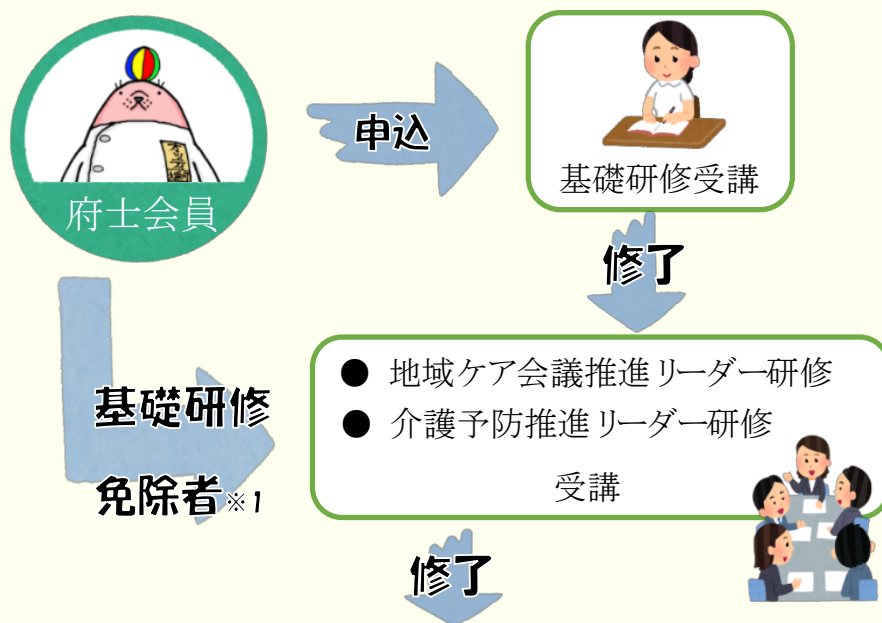 府士会員
申込
基礎研修受講
修了
● 地域ケア会議推進リーダー研修
● 介護予防推進リーダー研修
受講
基礎研修
免除者※1
修了